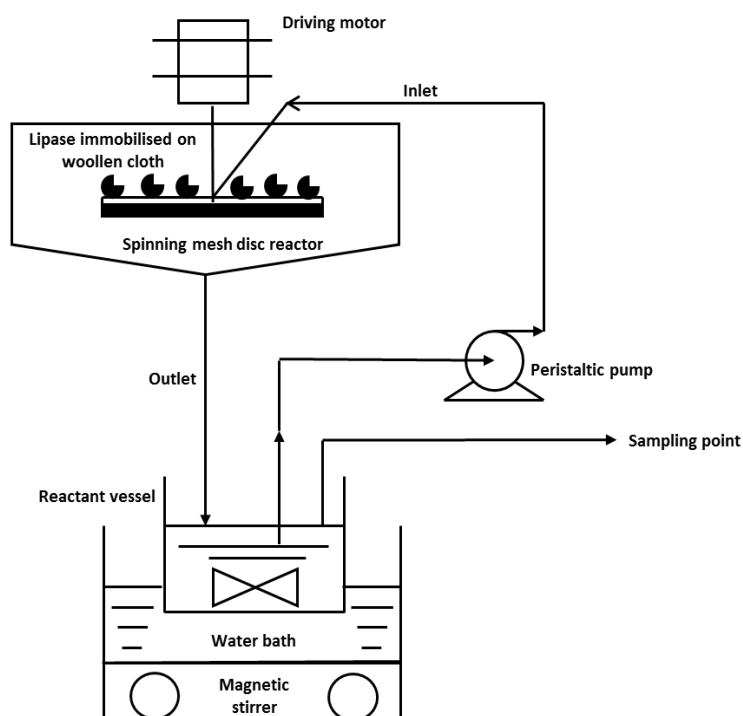 Driving motor
Inlet
Lipase immobilised on
woollen cloth
Spinning mesh disc reactor
Outlet
Peristaltic pump
Sampling point
Reactant vessel
Water bath
Magnetic
stirrer